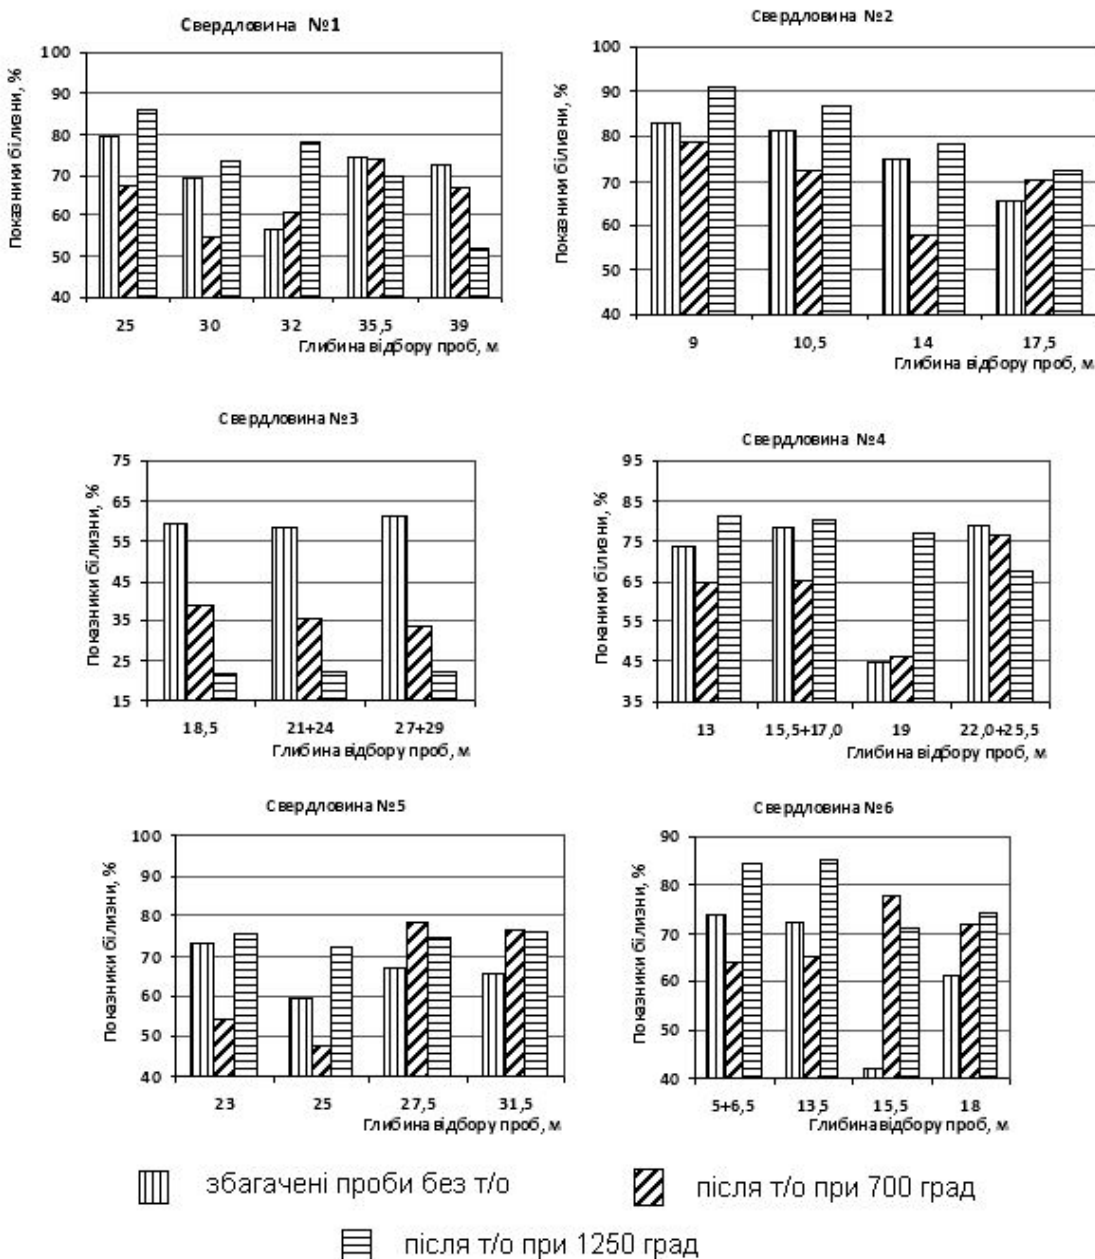 Свердловина №1
Показники білизни, %
100
90
80
70
60
50
40
25 30 32 35,5 39
Глибина відбору проб, м
Свердловина №2
Показники білизни, %
100
90
80
70
60
50
40
9 10,5 14 17,5
Глибина відбору проб, м
Свердловина №3
Показники білизни, %
75
65
55
45
35
25
15
18,5 21+24 27+29
Глибина відбору проб, м
Свердловина №4
Поканики білизни, %
95
85
75
65
55
45
35
13 15,5+17,0 19 22,0+25,5
Глибина відбору проб, м
Свердловина №5
Показники білизни, %
100
90
80
70
60
50
40
23 25 27,5 31,5
Глибина відбору проб, м
Свердловина №6
Показники білизни, %
90
80
70
60
50
40
5+6,5 13,5 15,5 18
Глибина відбору проб, м
збагачені проби без т/о
після т/о при 700 град
після т/о при 1250 град